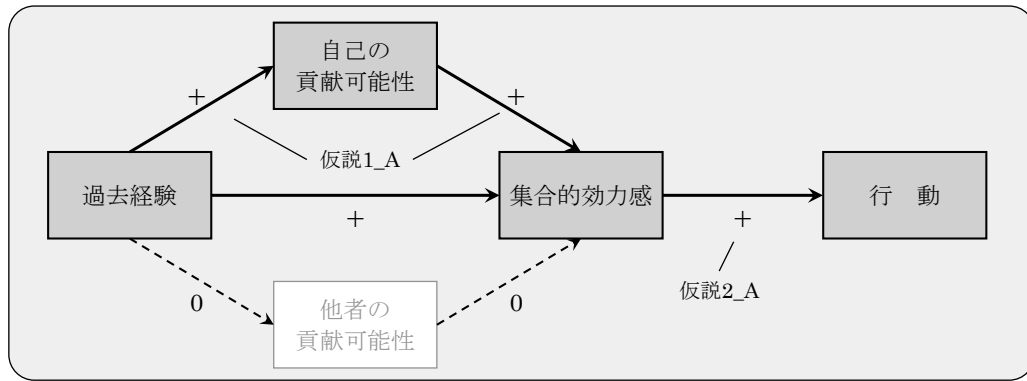 自己の
貢献可能性
+
+
仮説1_A
過去経験
集合的効力感
行　動
+
+
仮説2_A
0
0
他者の
貢献可能性